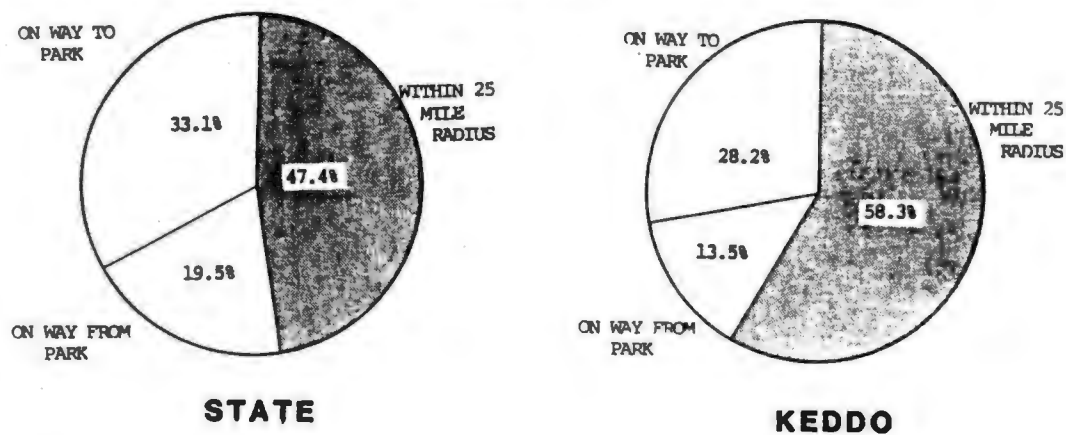 ON WAY TO
PARK
33.1%
WITHIN 25
MILE
RADIUS
47.4%
19.5%
ON WAY FROM
PARK
STATE
ON WAY TO
PARK
28.2%
WITHIN 25
MILE
RADIUS
58.3%
13.5%
ON WAY FROM
PARK
KEDDO